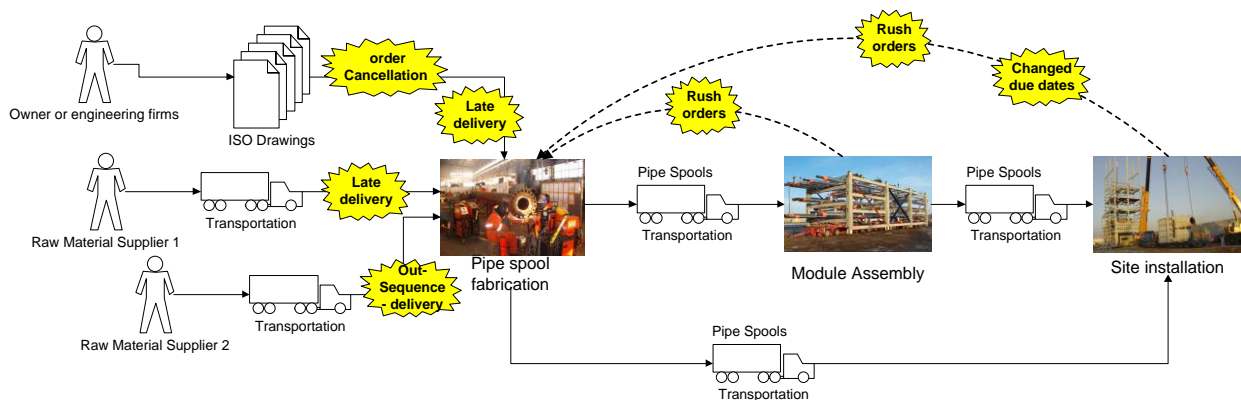 Rush
orders
order
Cancellation
Changed
due dates
Late
delivery
Rush
orders
Owner or engineering firms
ISO Drawings
Late
delivery
Transportation
Raw Material Supplier 1
Out-
Sequence
- delivery
Transportation
Raw Material Supplier 2
Pipe spool
fabrication
Pipe Spools
Transportation
Module Assembly
Pipe Spools
Transportation
Site installation
Pipe Spools
Transportation